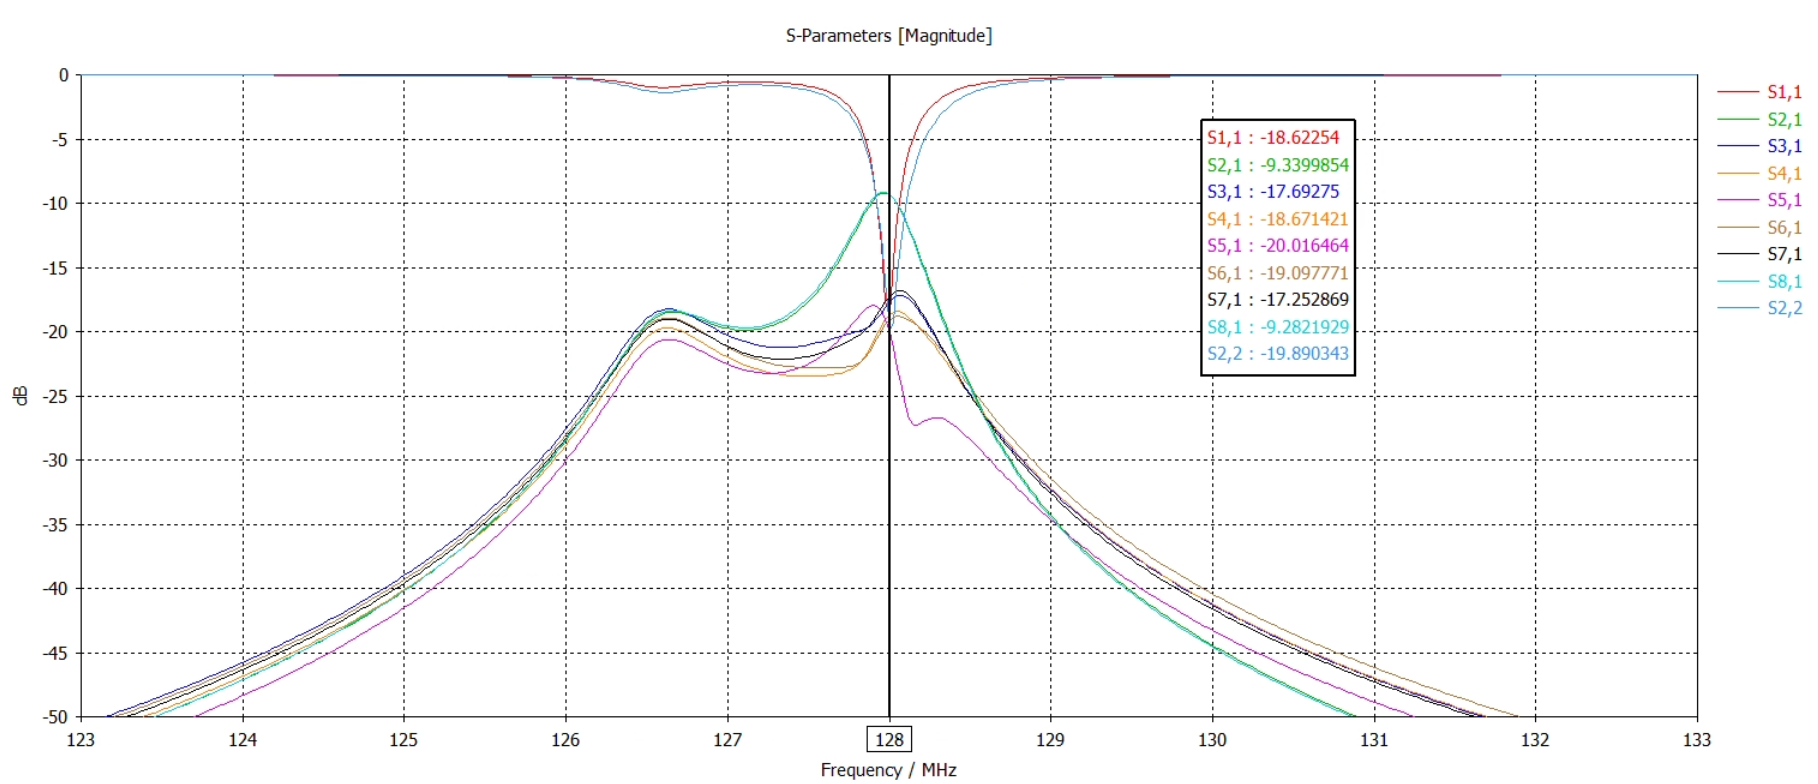 S-Parameters [Magnitude]
0
-5
-10
-15
-20
-25
-30
-35
-40
-45
-50
dB
123
124
125
126
127
128
129
130
131
132
133
Frequency / MHz
S1,1 : -18.62254
S2,1 : -9.3399854
S3,1 : -17.69275
S4,1 : -18.671421
S5,1 : -20.016464
S6,1 : -19.097771
S7,1 : -17.252869
S8,1 : -9.2821929
S2,2 : -19.890343
S1,1
S2,1
S3,1
S4,1
S5,1
S6,1
S7,1
S8,1
S2,2